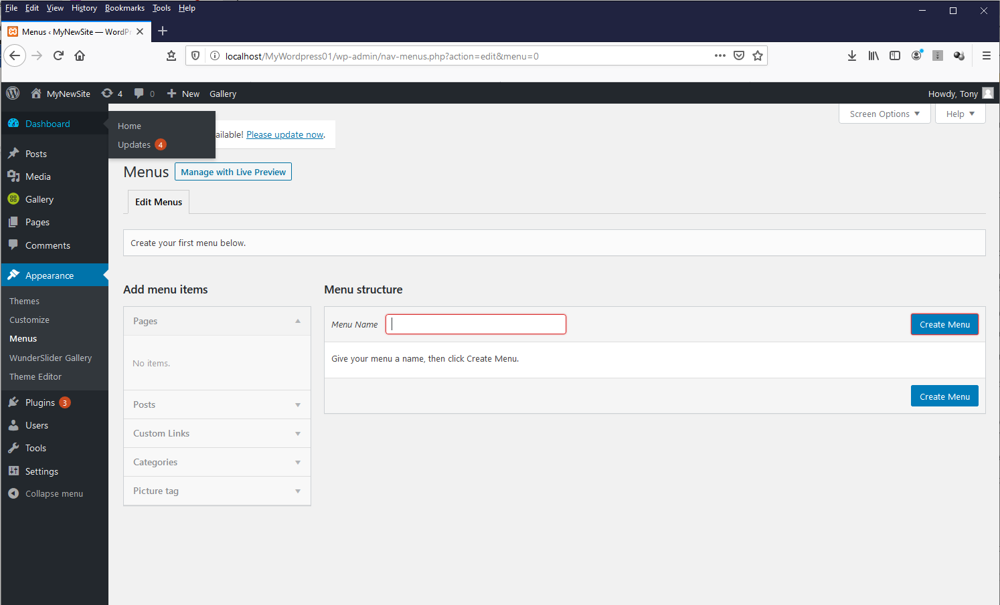 File Edit View History Bookmarks Tools Help
Menus ‹ MyNewSite — WordPr
localhost/MyWordpress01/wp-admin/nav-menus.php?action=edit&menu=0
MyNewSite 4 0 New Gallery Howdy, Tony
Dashboard
Home
Updates 4
ailable! Please update now.
Screen Options Help
Posts
Media
Gallery
Pages
Comments
Appearance
Themes
Customize
Menus
WunderSlider Gallery
Theme Editor
Plugins 3
Users
Tools
Settings
Collapse menu
Menus Manage with Live Preview
Edit Menus
Create your first menu below.
Add menu items
Pages
No items.
Posts
Custom Links
Categories
Picture tag
Menu structure
Menu Name Create Menu
Give your menu a name, then click Create Menu.
Create Menu